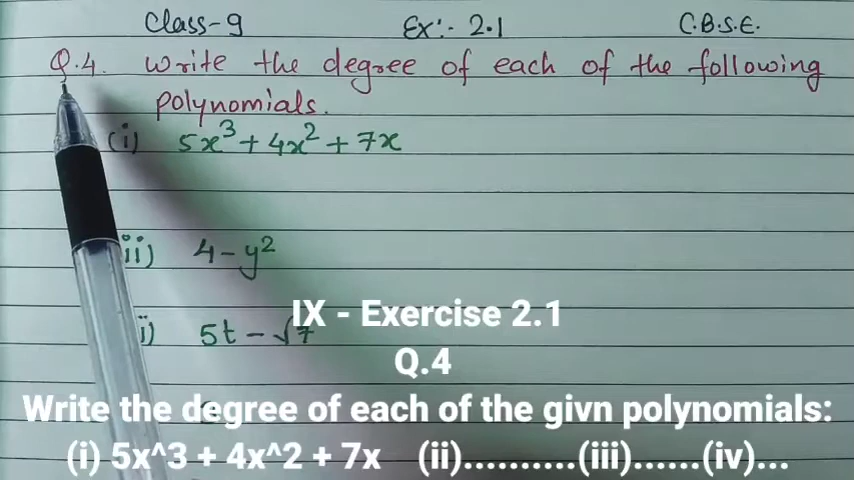 Class-9 Ex:- 2.1 C.B.S.E.
Q.4. Write the degree of each of the following
polynomials.
(i) 5x³ + 4x² + 7x
ii) 4 - y²
i) 5t - √7
IX - Exercise 2.1
Q.4
Write the degree of each of the givn polynomials:
(i) 5x^3 + 4x^2 + 7x (ii)..........(iii)......(iv)...